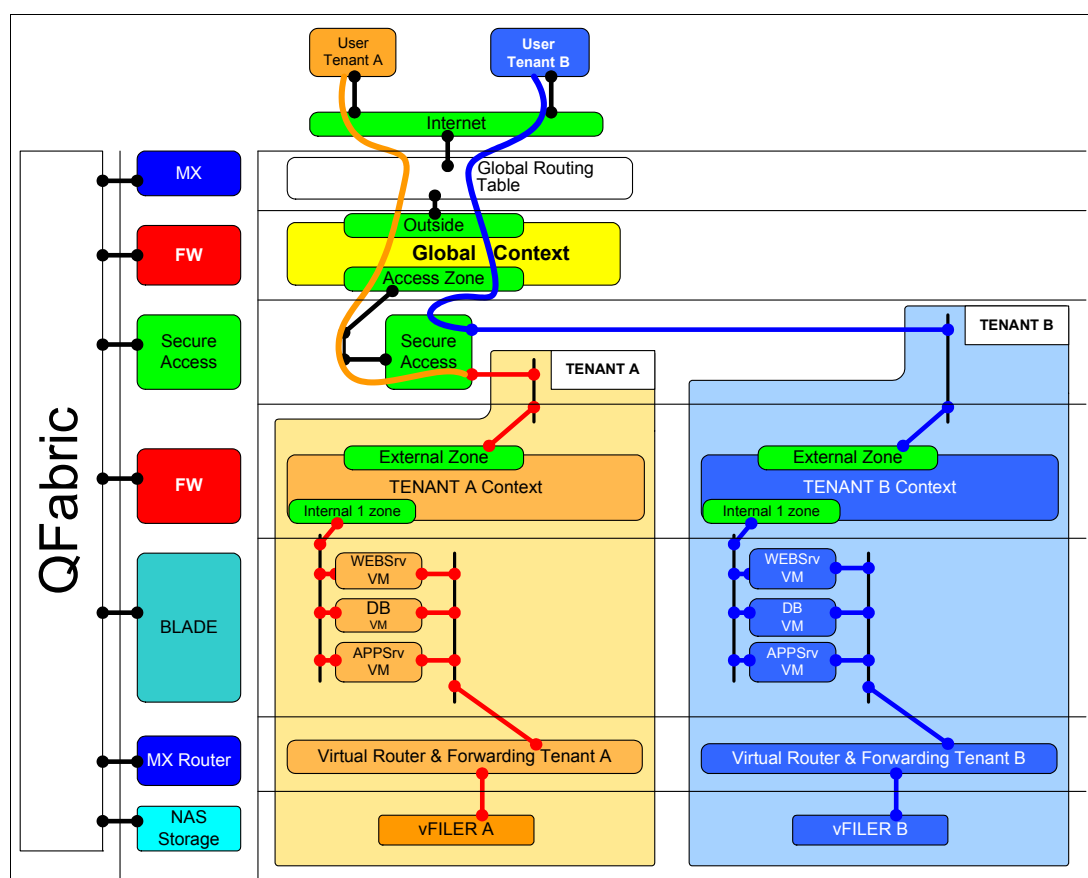 User
Tenant A
User
Tenant B
Internet
MX
Global Routing
Table
Outside
FW
Global Context
Access Zone
Secure
Access
Secure
Access
TENANT A
TENANT B
QFabric
FW
External Zone
TENANT A Context
Internal 1 zone
External Zone
TENANT B Context
Internal 1 zone
BLADE
WEBSrv
VM
DB
VM
APPSrv
VM
WEBSrv
VM
DB
VM
APPSrv
VM
MX Router
Virtual Router & Forwarding Tenant A
Virtual Router & Forwarding Tenant B
NAS
Storage
vFILER A
vFILER B